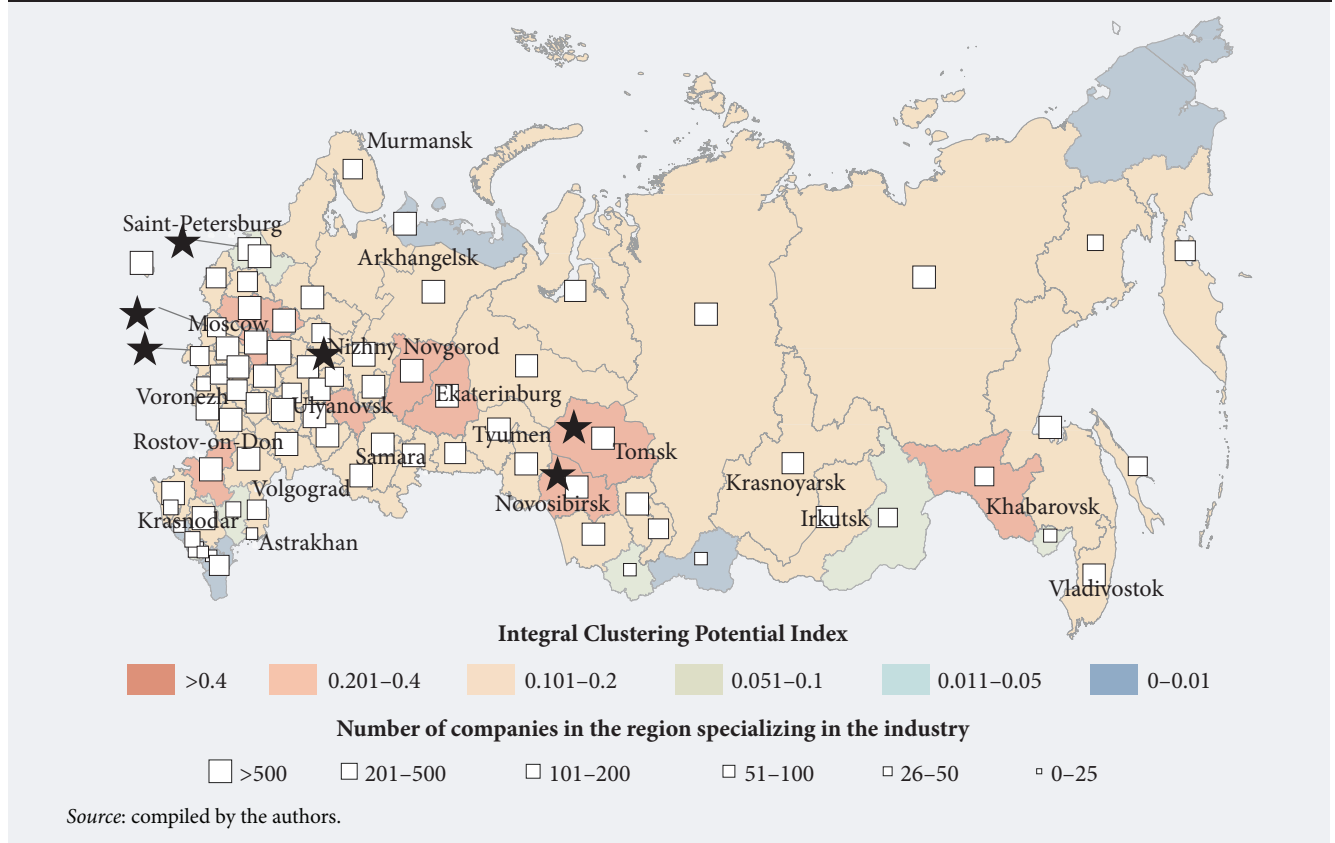 Murmansk
Saint-Petersburg
Arkhangelsk
Moscow
Nizhny Novgorod
Voronezh
Ekaterinburg
Ulyanovsk
Rostov-on-Don
Tyumen
Samara
Tomsk
Krasnoyarsk
Volgograd
Novosibirsk
Khabarovsk
Krasnodar
Irkutsk
Astrakhan
Vladivostok
Integral Clustering Potential Index
>0.4 0.201–0.4 0.101–0.2 0.051–0.1 0.011–0.05 0–0.01
Number of companies in the region specializing in the industry
>500 201–500 101–200 51–100 26–50 0–25
Source: compiled by the authors.